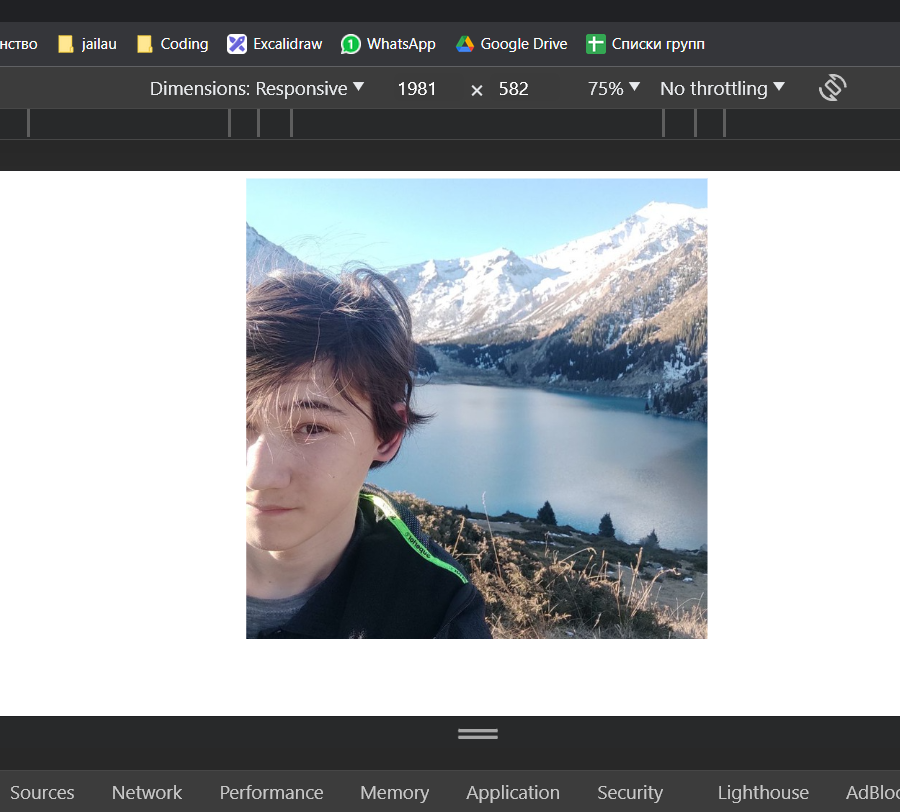 нство jailau Coding Excalidraw WhatsApp Google Drive Списки групп
Dimensions: Responsive 1981 × 582 75% No throttling
Sources Network Performance Memory Application Security Lighthouse AdBloc